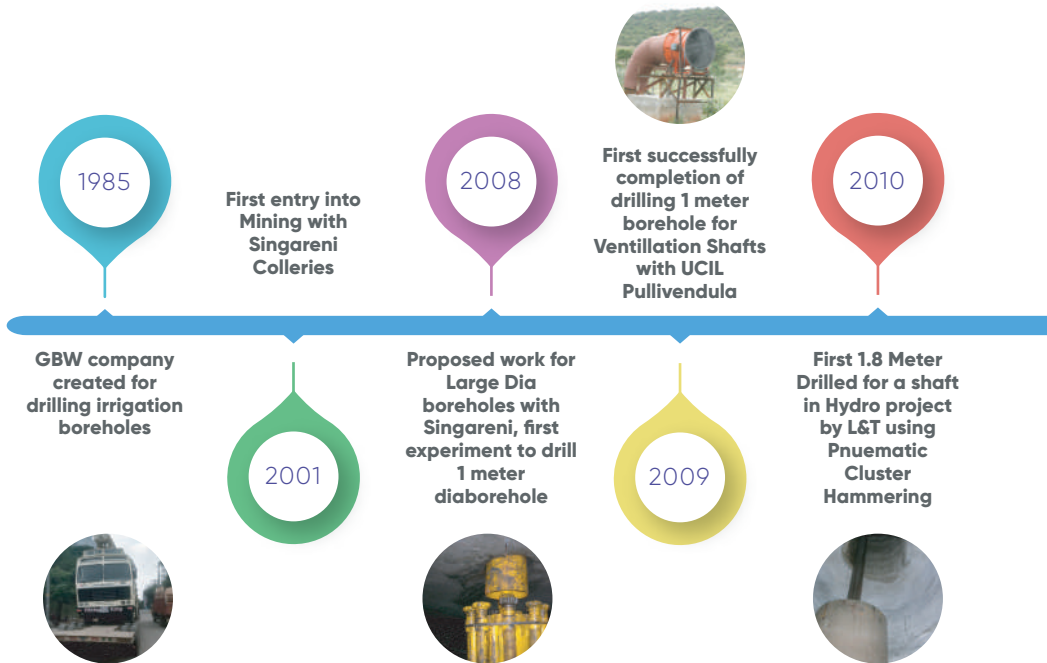 1985
GBW company
created for
drilling irrigation
boreholes
First entry into
Mining with
Singareni
Colleries
2001
2008
Proposed work for
Large Dia
boreholes with
Singareni, first
experiment to drill
1 meter
diaborehole
First successfully
completion of
drilling 1 meter
borehole for
Ventillation Shafts
with UCIL
Pullivendula
2009
2010
First 1.8 Meter
Drilled for a shaft
in Hydro project
by L&T using
Pnuematic
Cluster
Hammering